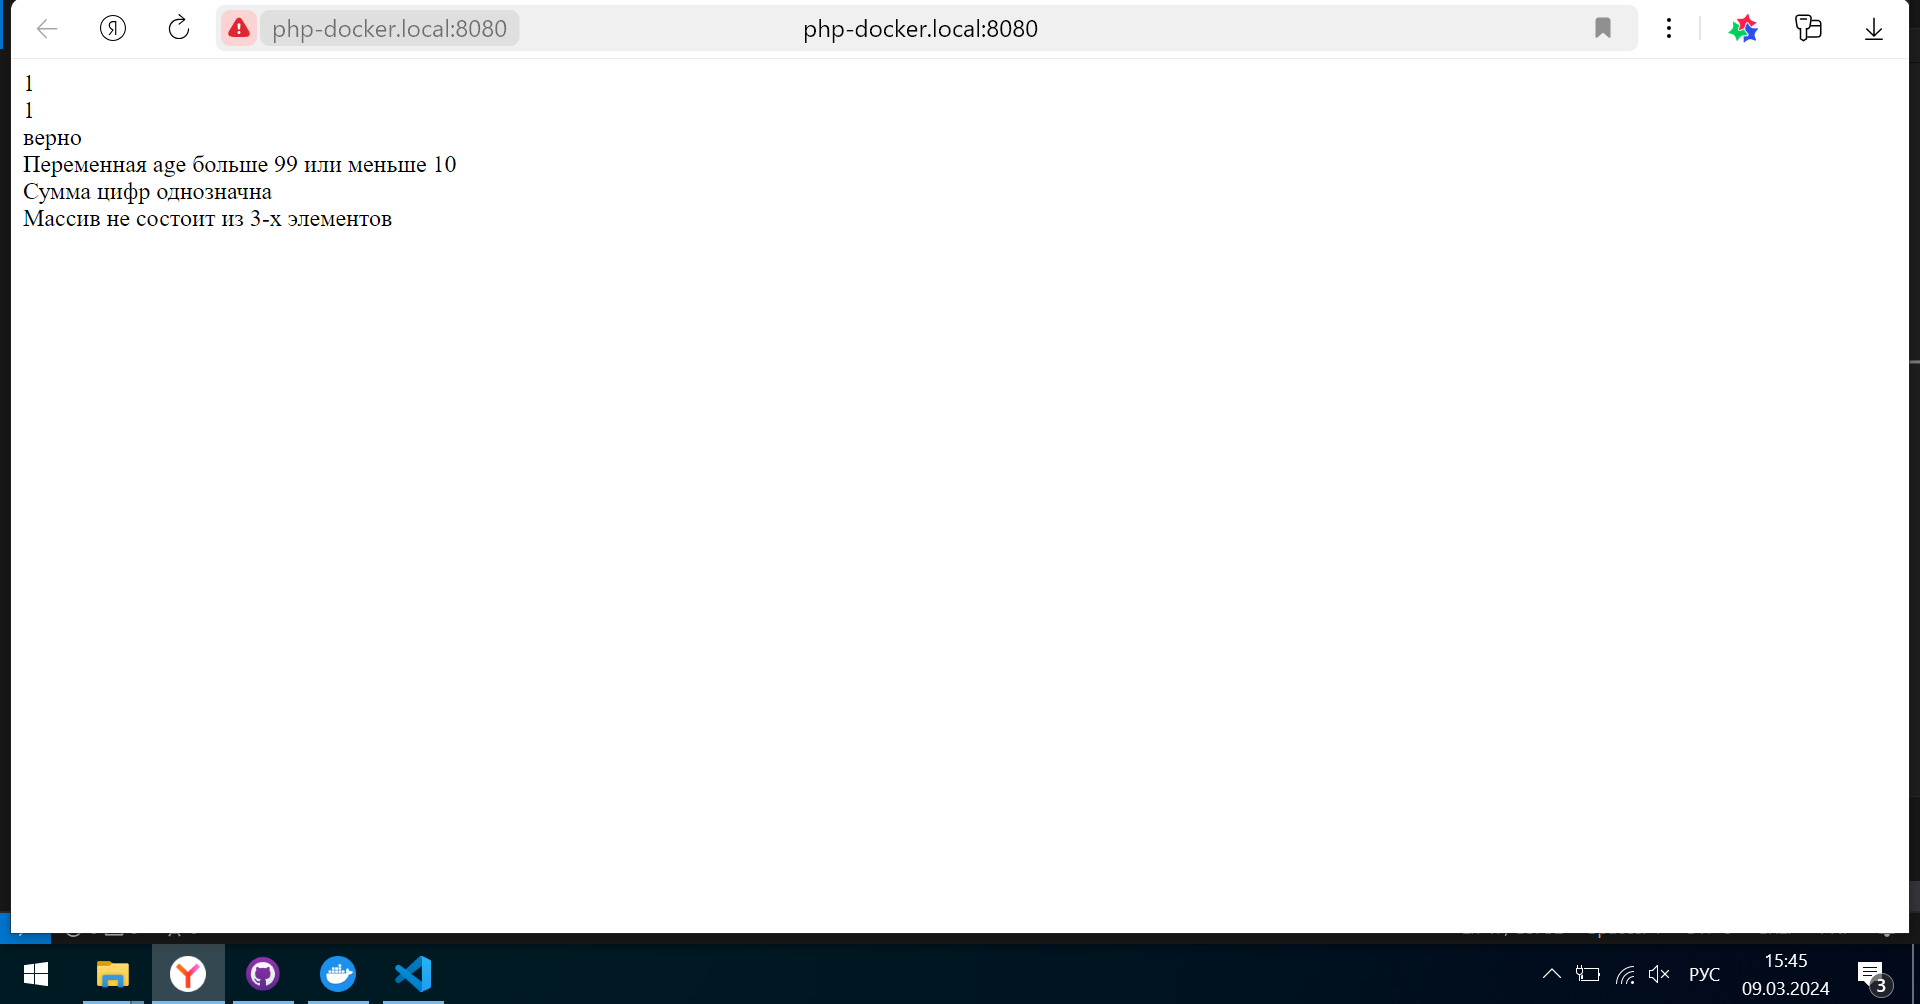 php-docker.local:8080
php-docker.local:8080
1
1
верно
Переменная age больше 99 или меньше 10
Сумма цифр однозначна
Массив не состоит из 3-х элементов
РУС
15:45
09.03.2024
3